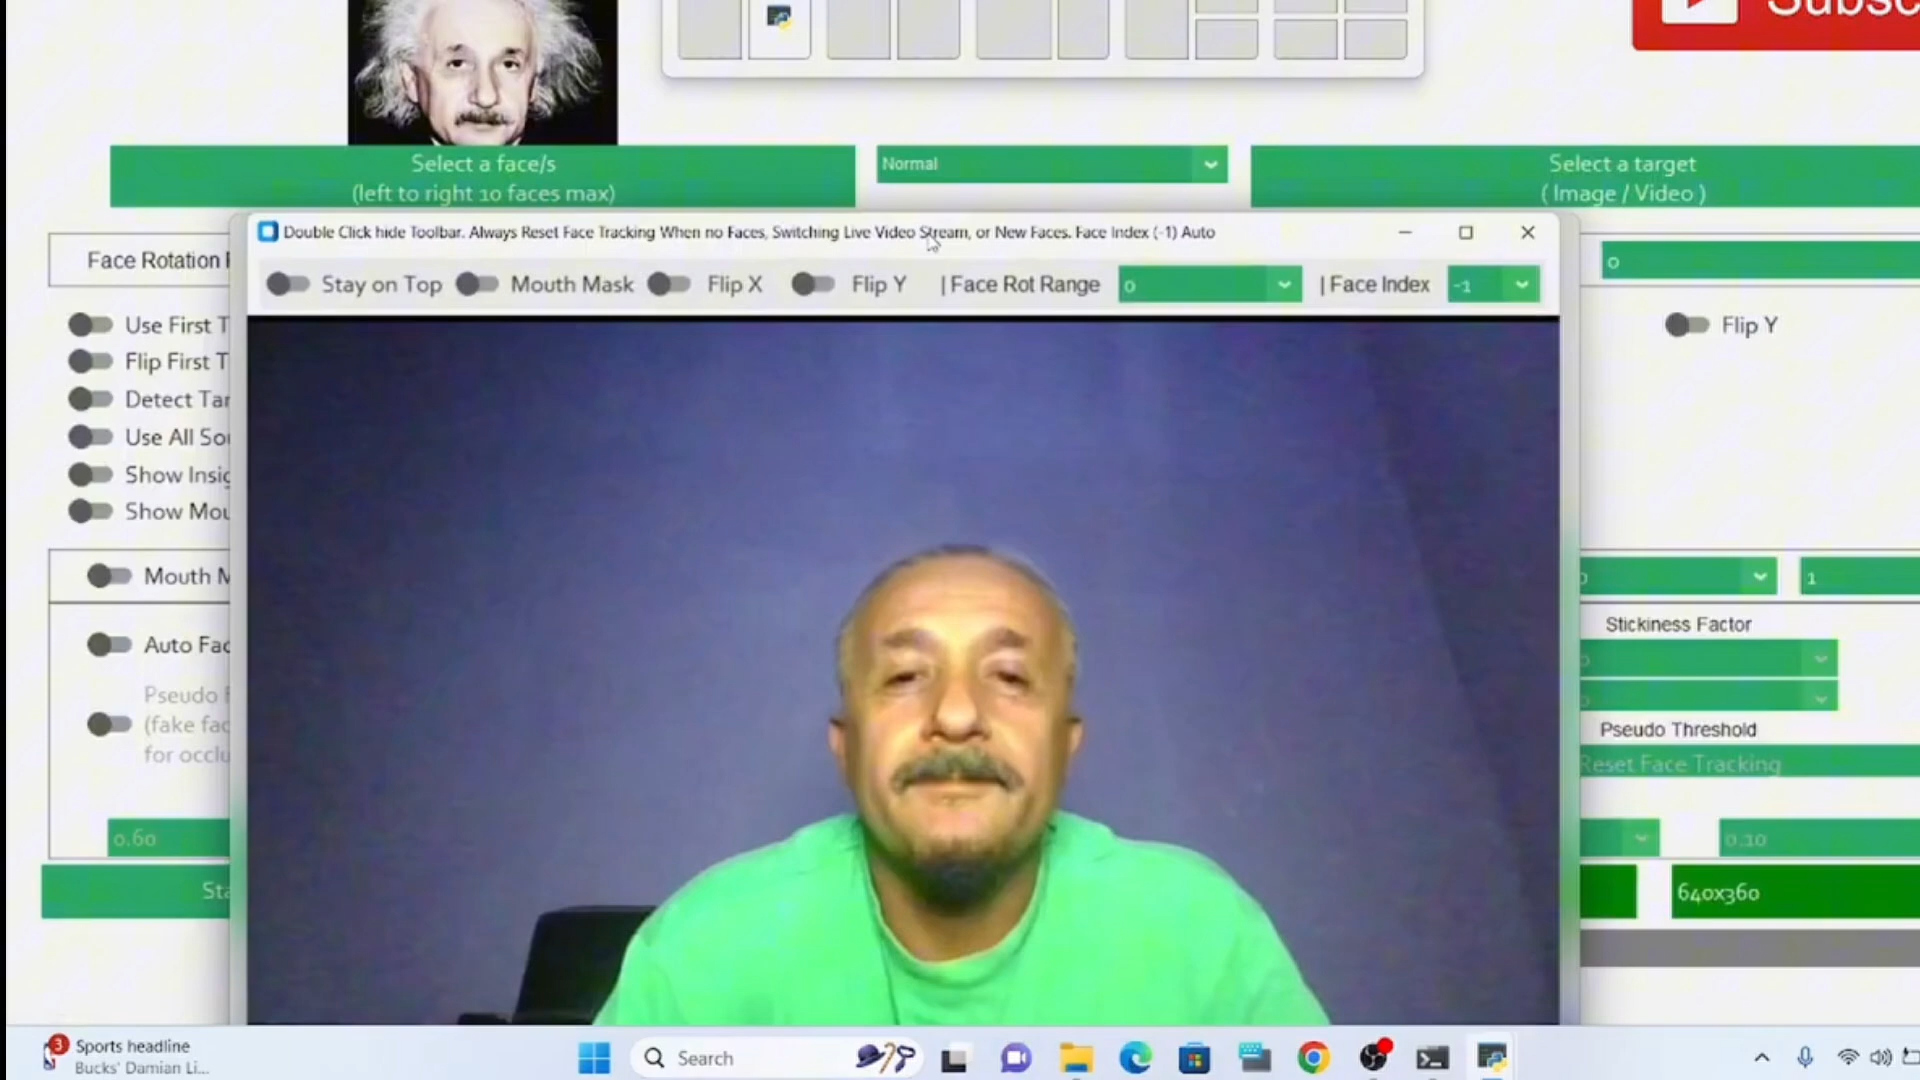 Select a face/s
(left to right 10 faces max)
Normal
Select a target
( Image / Video )
Double Click hide Toolbar. Always Reset Face Tracking When no Faces, Switching Live Video Stream, or New Faces. Face Index (-1) Auto
Face Rotation
0
Stay on Top
Mouth Mask
Flip X
Flip Y
| Face Rot Range
0
| Face Index
-1
Use First T
Flip Y
Flip First T
Detect Tar
Use All Sou
Show Insig
Show Mou
Mouth M
1
Stickiness Factor
Auto Fac
Pseudo F
(fake fac
for occlu
Pseudo Threshold
Reset Face Tracking
0.60
0.10
Sta
640x360
3
Sports headline
Bucks' Damian Li...
Search